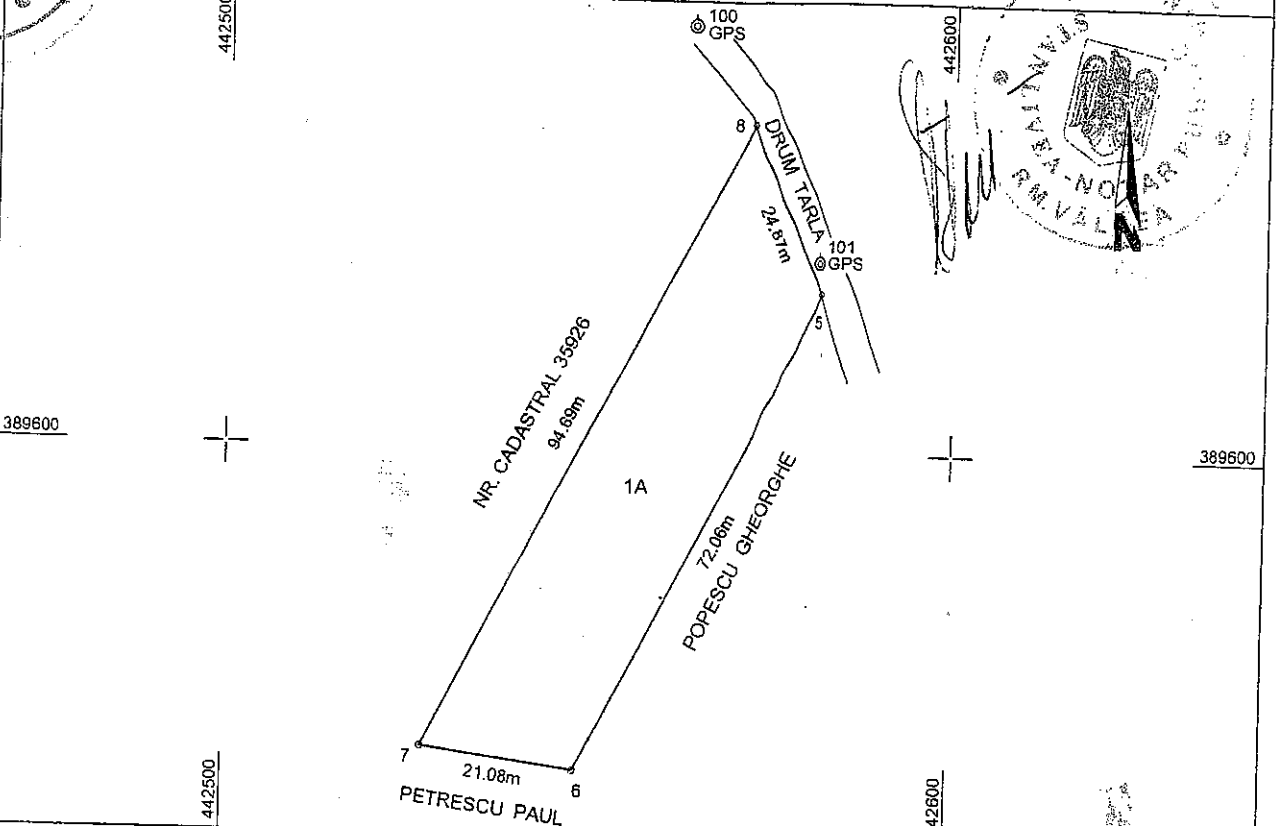 442500
100
GPS
442600
8
DRUM TARLA
24.87m
101
GPS
5
RM. VÂLCEA
N
NR. CADASTRAL 35926
94.69m
389600
389600
1A
72.06m
POPESCU GHEORGHE
7
21.08m
6
PETRESCU PAUL
442500
42600